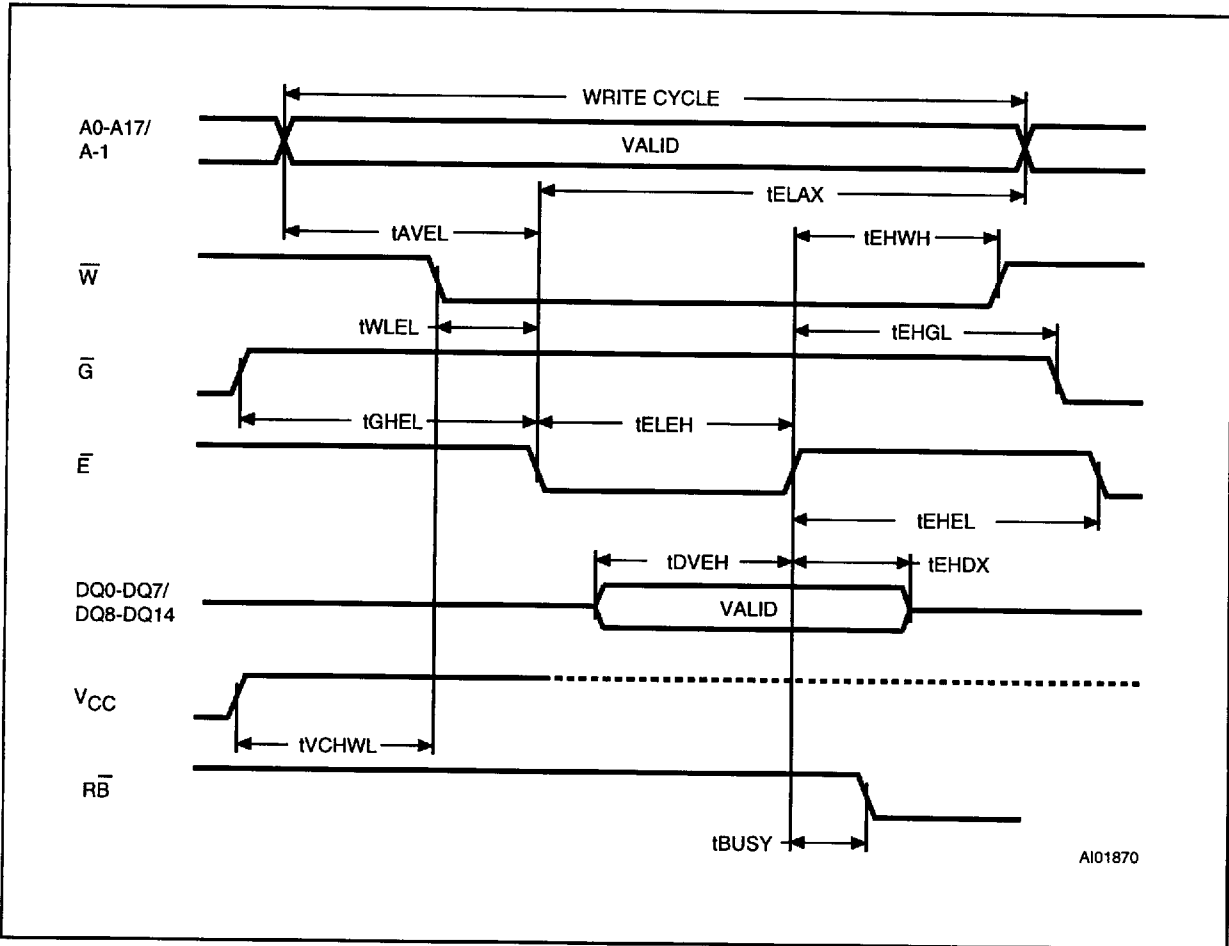 WRITE CYCLE
A0-A17/
A-1
VALID
tELAX
tAVEL
tEHWH
W̅
tWLEL
tEHGL
G̅
tGHEL
tELEH
E̅
tEHEL
tDVEH
tEHDX
DQ0-DQ7/
DQ8-DQ14
VALID
VCC
tVCHWL
RB̅
tBUSY
AI01870